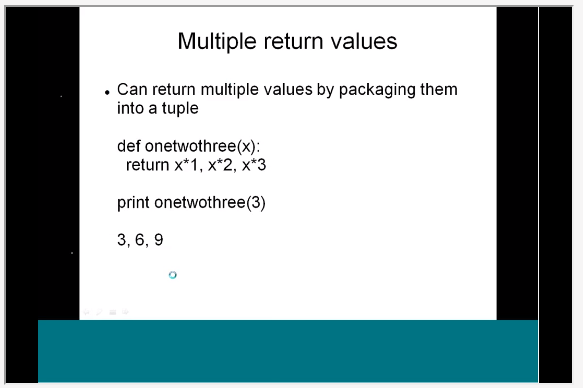 Multiple return values
• Can return multiple values by packaging them
into a tuple
def onetwothree(x):
return x*1, x*2, x*3
print onetwothree(3)
3, 6, 9